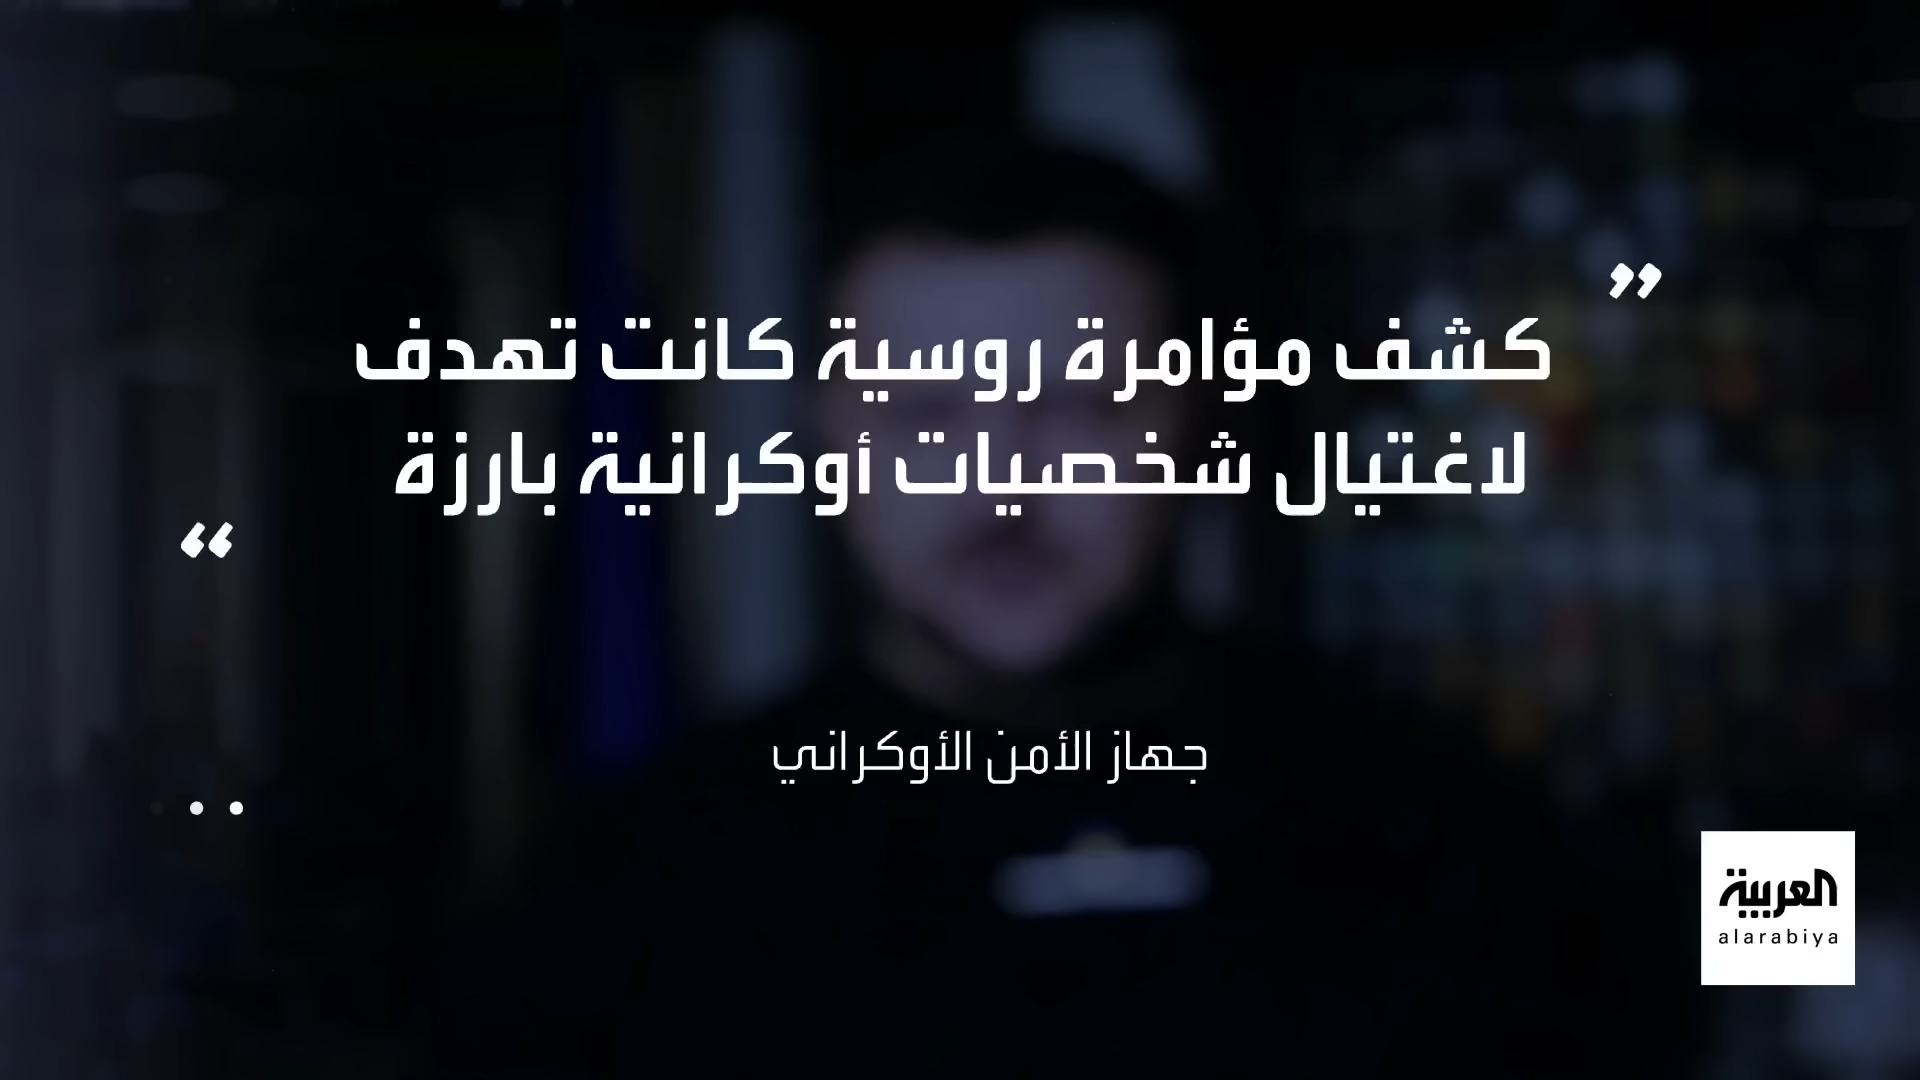 ” كشف مؤامرة روسية كانت تهدف
لاغتيال شخصيات أوكرانية بارزة “
جهاز الأمن الأوكراني
العربية
alarabiya